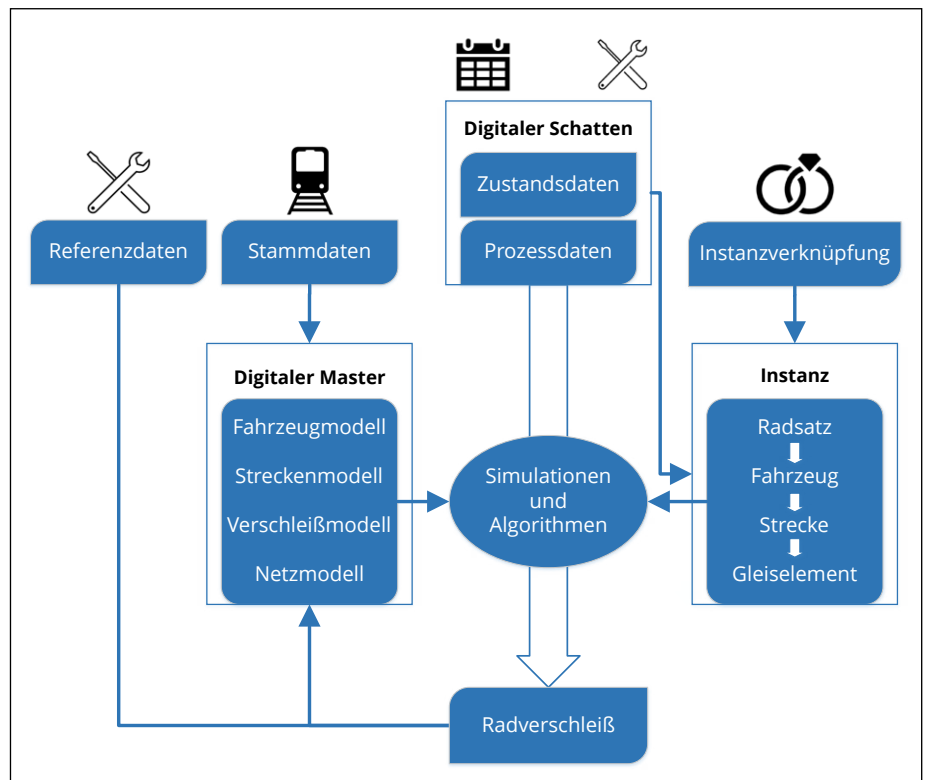 Digitaler Schatten
Zustandsdaten
Prozessdaten
Referenzdaten
Stammdaten
Instanzverknüpfung
Digitaler Master
Fahrzeugmodell
Streckenmodell
Verschleißmodell
Netzmodell
Simulationen
und
Algorithmen
Instanz
Radsatz
Fahrzeug
Strecke
Gleiselement
Radverschleiß